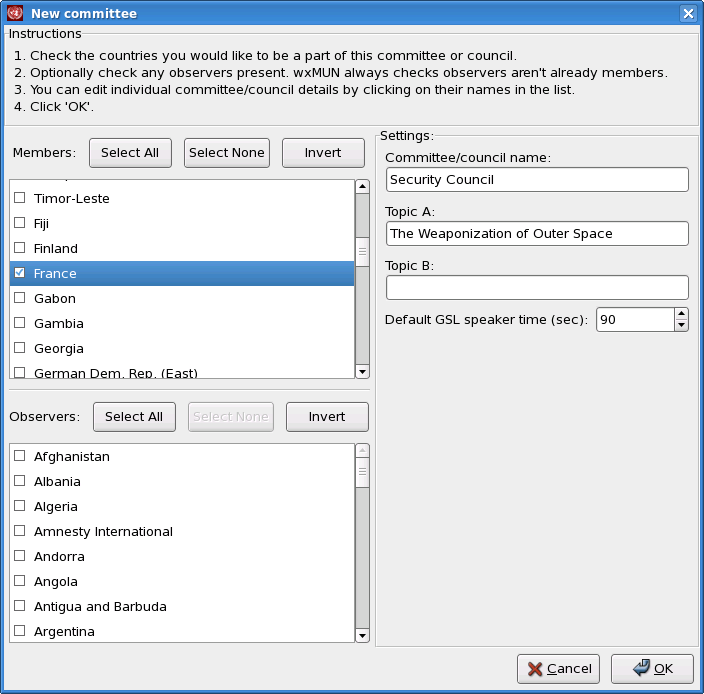 New committee
Instructions
1. Check the countries you would like to be a part of this committee or council.
2. Optionally check any observers present. wxMUN always checks observers aren't already members.
3. You can edit individual committee/council details by clicking on their names in the list.
4. Click 'OK'.
Members: Select All Select None Invert
Timor-Leste
Fiji
Finland
France
Gabon
Gambia
Georgia
German Dem. Rep. (East)
Observers: Select All Select None Invert
Afghanistan
Albania
Algeria
Amnesty International
Andorra
Angola
Antigua and Barbuda
Argentina
Settings:
Committee/council name:
Security Council
Topic A:
The Weaponization of Outer Space
Topic B:
Default GSL speaker time (sec): 90
Cancel OK